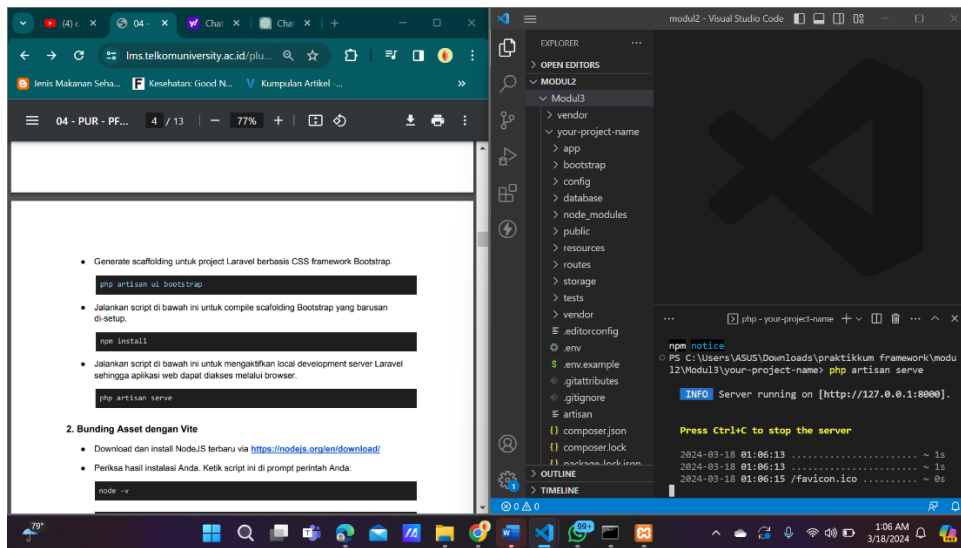 (4) c
04 -
Chat
Chat
lms.telkomuniversity.ac.id/plu...
Jenis Makanan Seha...
Kesehatan: Good N...
Kumpulan Artikel -...
»
04 - PUR - PF...
4 / 13
77%
Generate scaffolding untuk project Laravel berbasis CSS framework Bootstrap.
php artisan ui bootstrap
Jalankan script di bawah ini untuk compile scafolding Bootstrap yang barusan
di-setup.
npm install
Jalankan script di bawah ini untuk mengaktifkan local development server Laravel
sehingga aplikasi web dapat diakses melalui browser.
php artisan serve
2. Bunding Asset dengan Vite
Download dan install NodeJS terbaru via https://nodejs.org/en/download/
Periksa hasil instalasi Anda. Ketik script ini di prompt perintah Anda:
node -v
modul2 - Visual Studio Code
EXPLORER
OPEN EDITORS
MODUL2
Modul3
vendor
your-project-name
app
bootstrap
config
database
node_modules
public
resources
routes
storage
tests
vendor
.editorconfig
.env
.env.example
.gitattributes
.gitignore
artisan
composer.json
composer.lock
package-lock.json
OUTLINE
TIMELINE
php - your-project-name
npm notice
PS C:\Users\ASUS\Downloads\praktikkum framework\modu
l2\Modul3\your-project-name> php artisan serve
INFO Server running on [http://127.0.0.1:8000].
Press Ctrl+C to stop the server
2024-03-18 01:06:13 ....................... ~ 1s
2024-03-18 01:06:13 ....................... ~ 1s
2024-03-18 01:06:15 /favicon.ico .......... ~ 0s
1
0 0
79°
99+
1:06 AM
3/18/2024